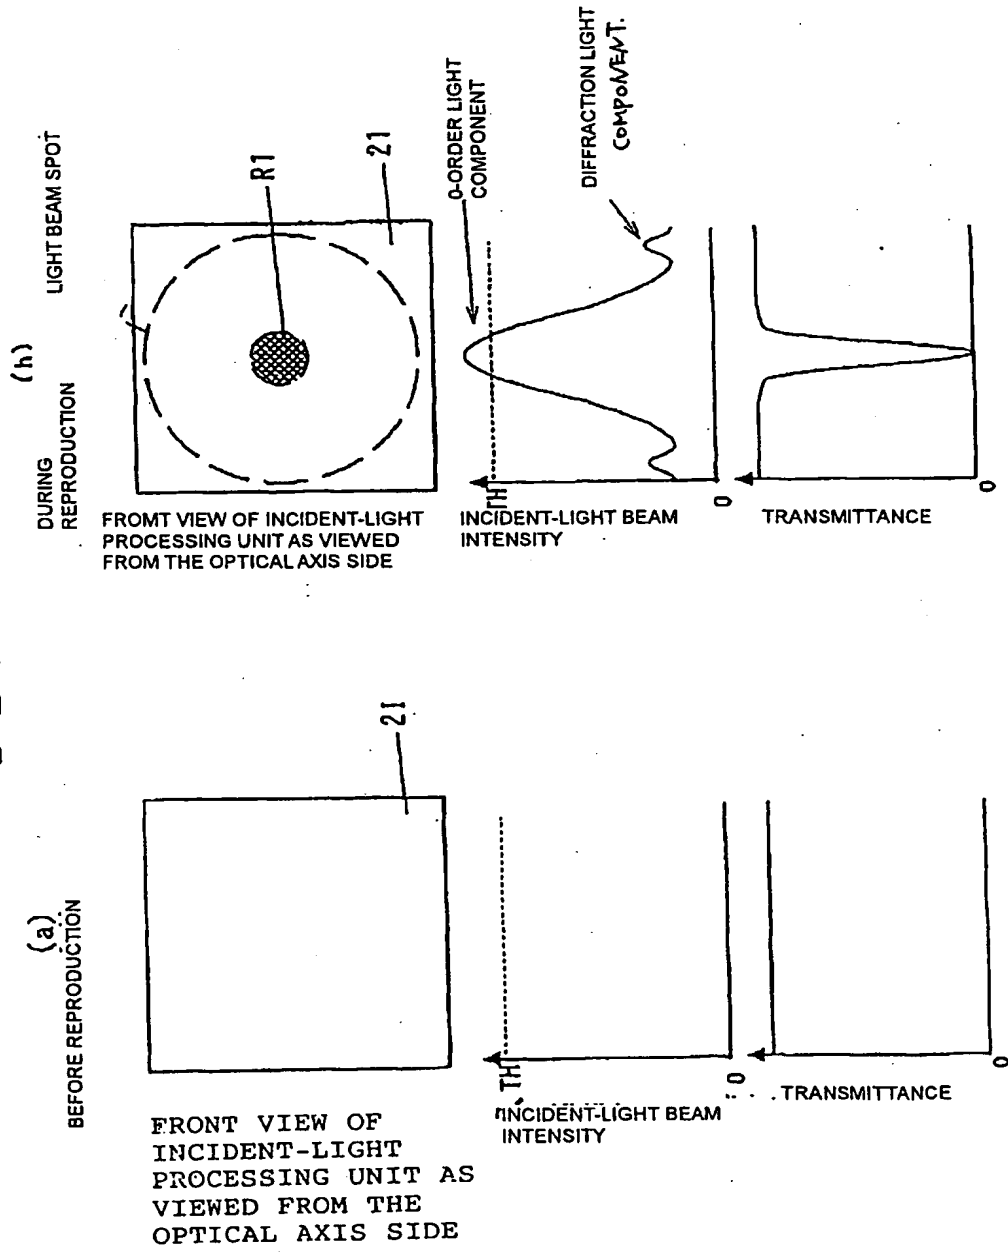 (a)
BEFORE REPRODUCTION
FRONT VIEW OF
INCIDENT-LIGHT
PROCESSING UNIT AS
VIEWED FROM THE
OPTICAL AXIS SIDE
21
TH
INCIDENT-LIGHT BEAM
INTENSITY
0
TRANSMITTANCE
0
(h)
DURING
REPRODUCTION
LIGHT BEAM SPOT
R1
21
FROMT VIEW OF INCIDENT-LIGHT
PROCESSING UNIT AS VIEWED
FROM THE OPTICAL AXIS SIDE
0-ORDER LIGHT
COMPONENT
DIFFRACTION LIGHT
COMPONENT.
TH
INCIDENT-LIGHT BEAM
INTENSITY
0
TRANSMITTANCE
0